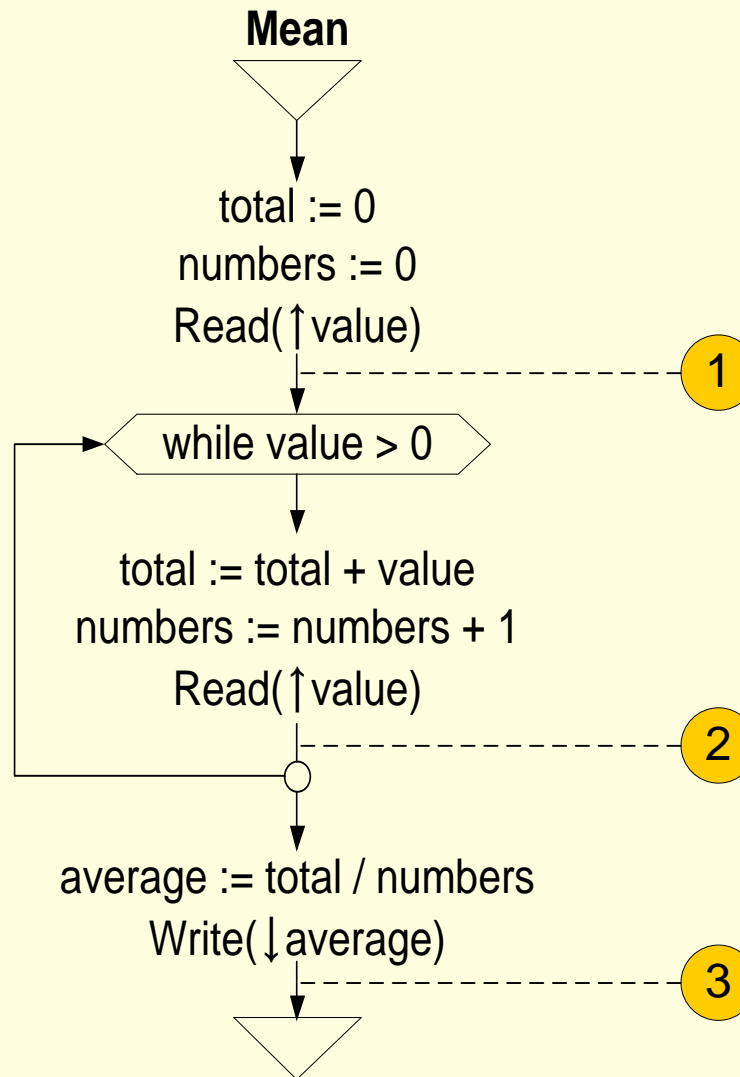 Mean
total := 0
numbers := 0
Read(↑value)
1
while value > 0
total := total + value
numbers := numbers + 1
Read(↑value)
2
average := total / numbers
Write(↓average)
3